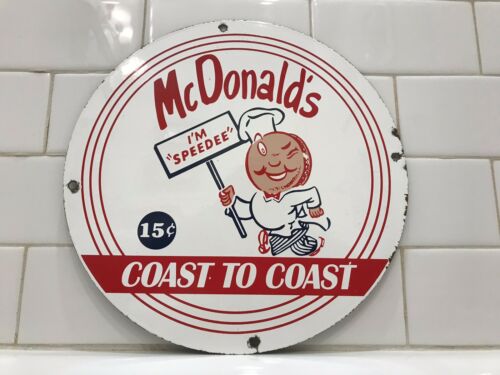 McDonald's
I'M
"SPEEDEE"
15¢
COAST TO COAST